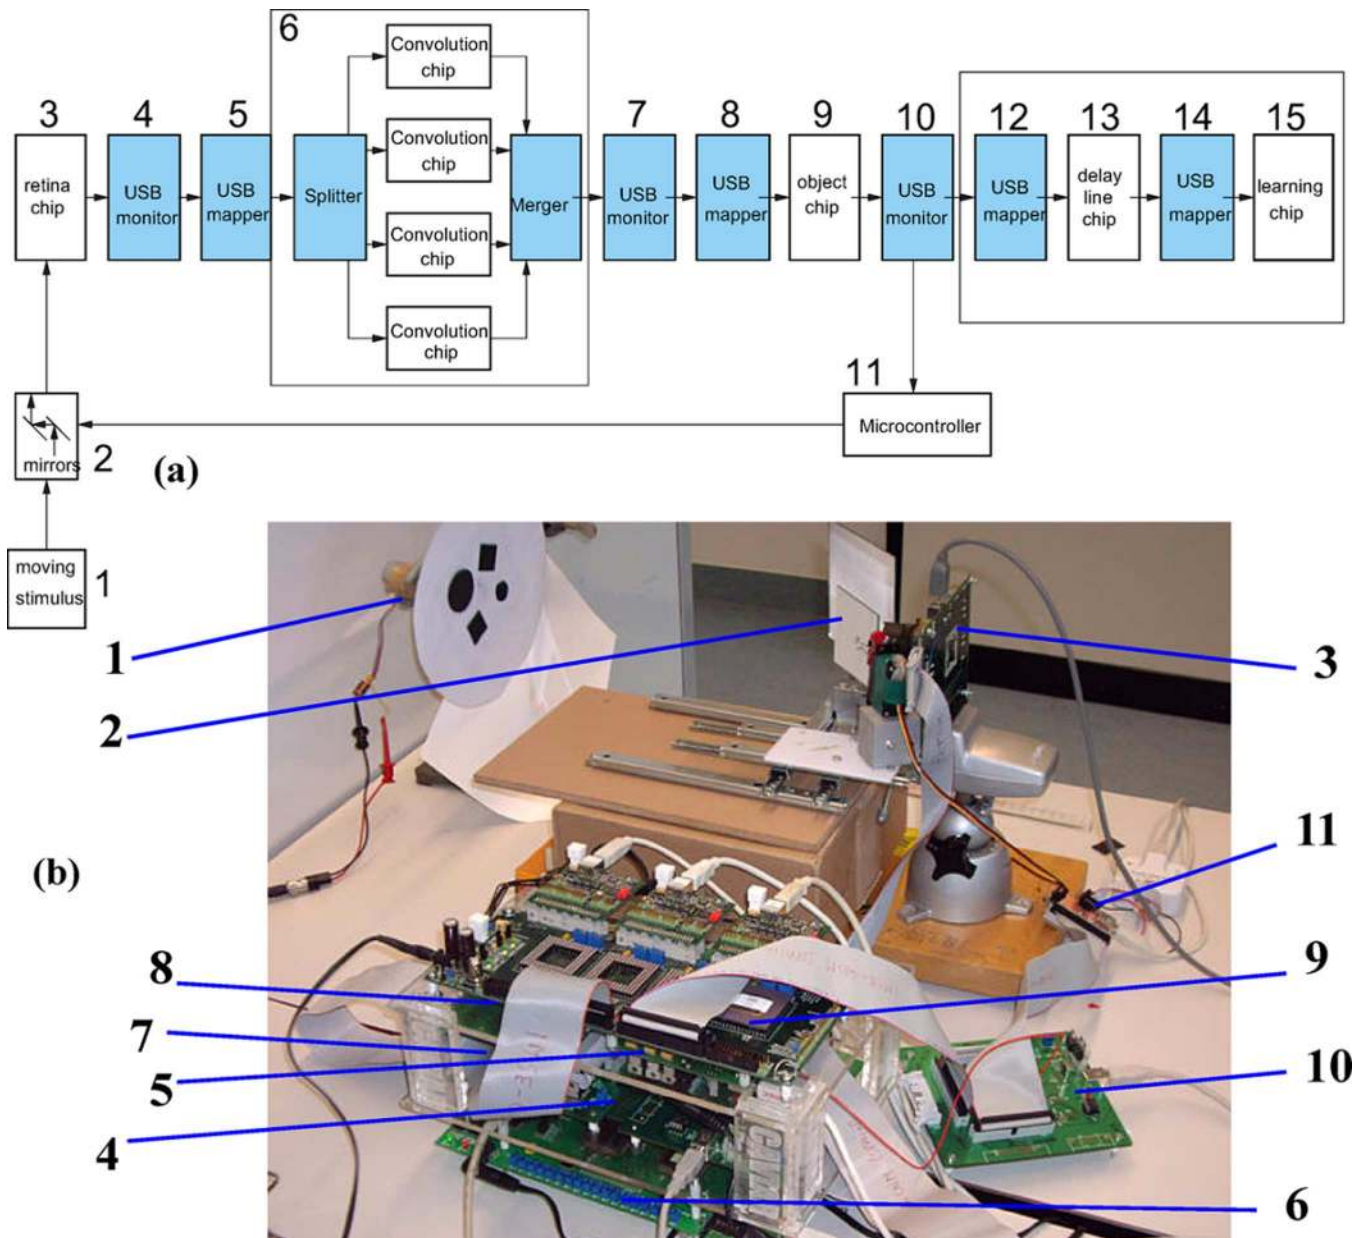 6
Convolution
chip
3
4
5
7
8
9
10
12
13
14
15
retina
chip
USB
monitor
USB
mapper
Splitter
Convolution
chip
Convolution
chip
Merger
USB
monitor
USB
mapper
object
chip
USB
monitor
USB
mapper
delay
line
chip
USB
mapper
learning
chip
Convolution
chip
11
Microcontroller
mirrors
2
(a)
moving
stimulus
1
1
2
3
11
(b)
8
9
7
5
10
4
6